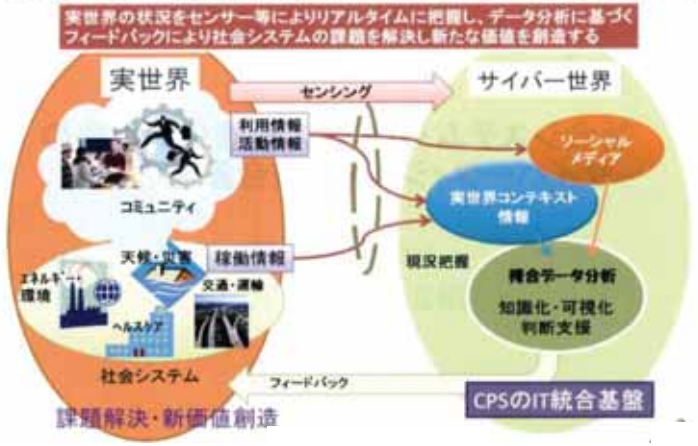 実世界の状況をセンサー等によりリアルタイムに把握し、データ分析に基づく
フィードバックにより社会システムの課題を解決し新たな価値を創造する
実世界
センシング
サイバー世界
利用情報
活動情報
ソーシャル
メディア
コミュニティ
実世界コンテキスト
情報
天候・災害
稼働情報
現況把握
エネルギー・
環境
交通・運輸
複合データ分析
知識化・可視化
判断支援
ヘルスケア
社会システム
フィードバック
CPSのIT統合基盤
課題解決・新価値創造